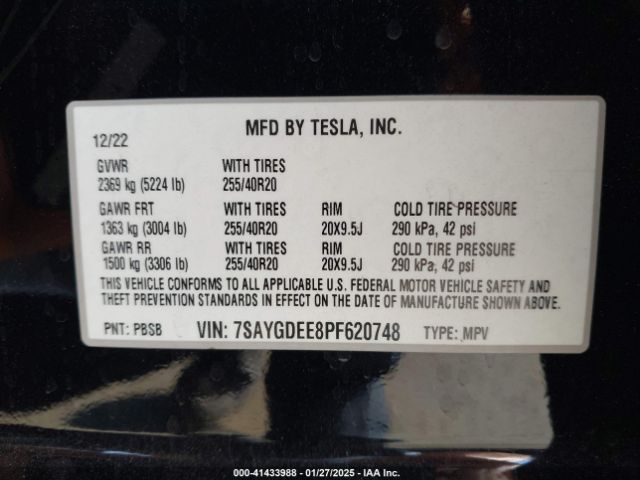 12/22 MFD BY TESLA, INC.
GVWR WITH TIRES
2369 kg (5224 lb) 255/40R20
GAWR FRT WITH TIRES RIM COLD TIRE PRESSURE
1363 kg (3004 lb) 255/40R20 20X9.5J 290 kPa, 42 psi
GAWR RR WITH TIRES RIM COLD TIRE PRESSURE
1500 kg (3306 lb) 255/40R20 20X9.5J 290 kPa, 42 psi
THIS VEHICLE CONFORMS TO ALL APPLICABLE U.S. FEDERAL MOTOR VEHICLE SAFETY AND
THEFT PREVENTION STANDARDS IN EFFECT ON THE DATE OF MANUFACTURE SHOWN ABOVE.
PNT: PBSB VIN: 7SAYGDEE8PF620748 TYPE: MPV
000-41433988 - 01/27/2025 - IAA Inc.